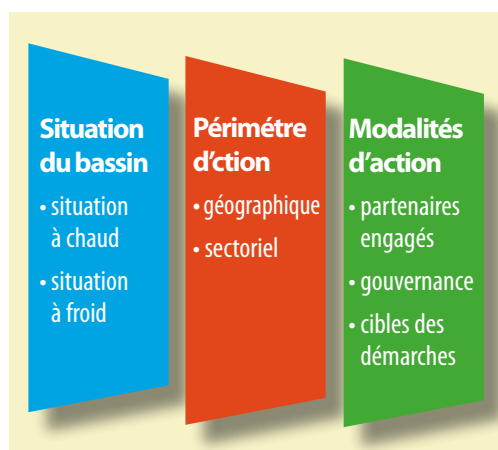 Situation
du bassin
• situation
à chaud
• situation
à froid
Périmétre
d'ction
• géographique
• sectoriel
Modalités
d'action
• partenaires
engagés
• gouvernance
• cibles des
démarches